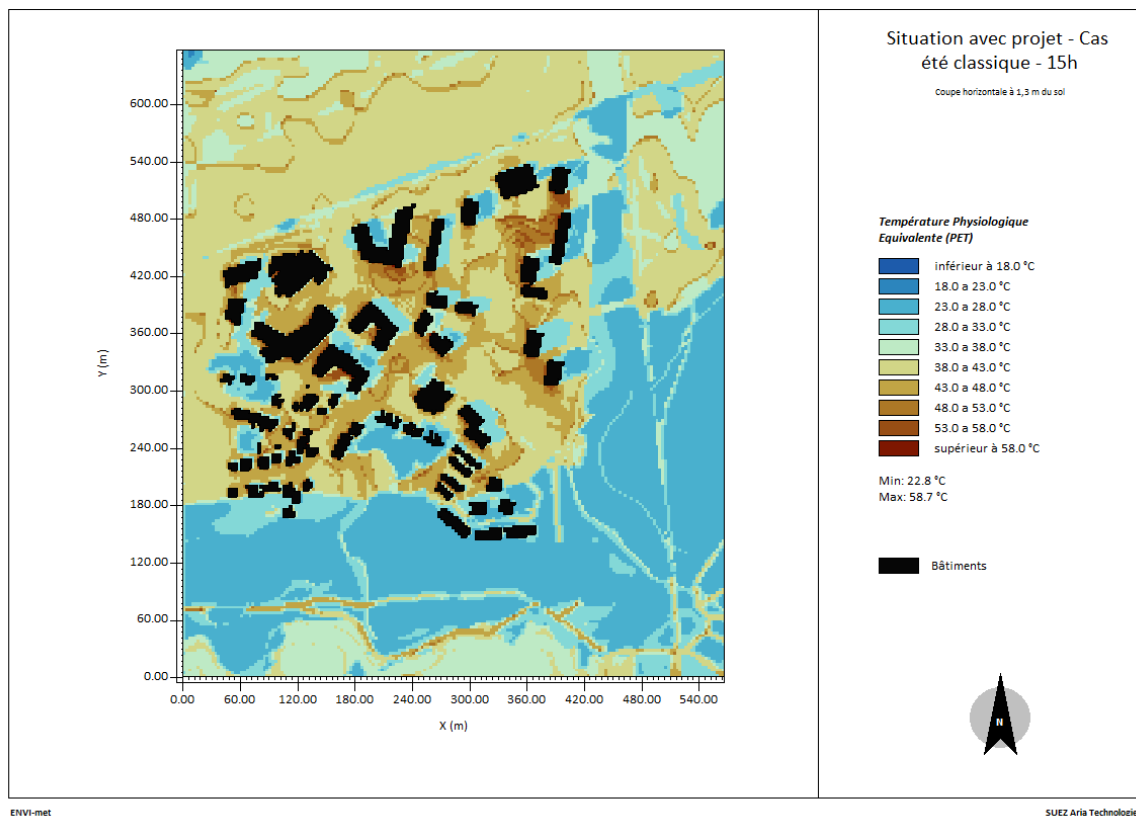 Situation avec projet - Cas
été classique - 15h
Coupe horizontale à 1,3 m du sol
600.00
540.00
480.00
420.00
360.00
300.00
240.00
180.00
120.00
60.00
0.00
Y (m)
0.00 60.00 120.00 180.00 240.00 300.00 360.00 420.00 480.00 540.00
X (m)
Température Physiologique
Equivalente (PET)
inférieur à 18.0 °C
18.0 a 23.0 °C
23.0 a 28.0 °C
28.0 a 33.0 °C
33.0 a 38.0 °C
38.0 a 43.0 °C
43.0 a 48.0 °C
48.0 a 53.0 °C
53.0 a 58.0 °C
supérieur à 58.0 °C
Min: 22.8 °C
Max: 58.7 °C
Bâtiments
N
ENVI-met
SUEZ Aria Technologie